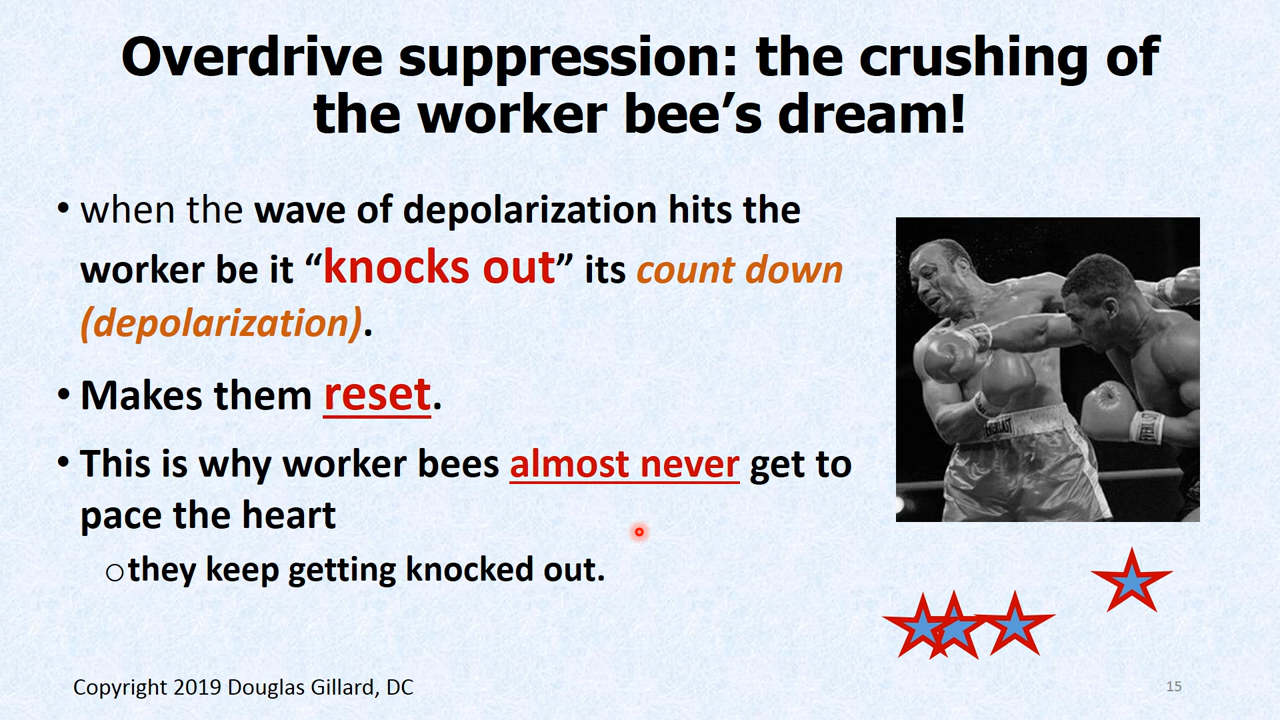 Overdrive suppression: the crushing of
the worker bee’s dream!
• when the wave of depolarization hits the
worker be it “knocks out” its count down
(depolarization).
• Makes them reset.
• This is why worker bees almost never get to
pace the heart
○they keep getting knocked out.
EVERLAST
Copyright 2019 Douglas Gillard, DC
15